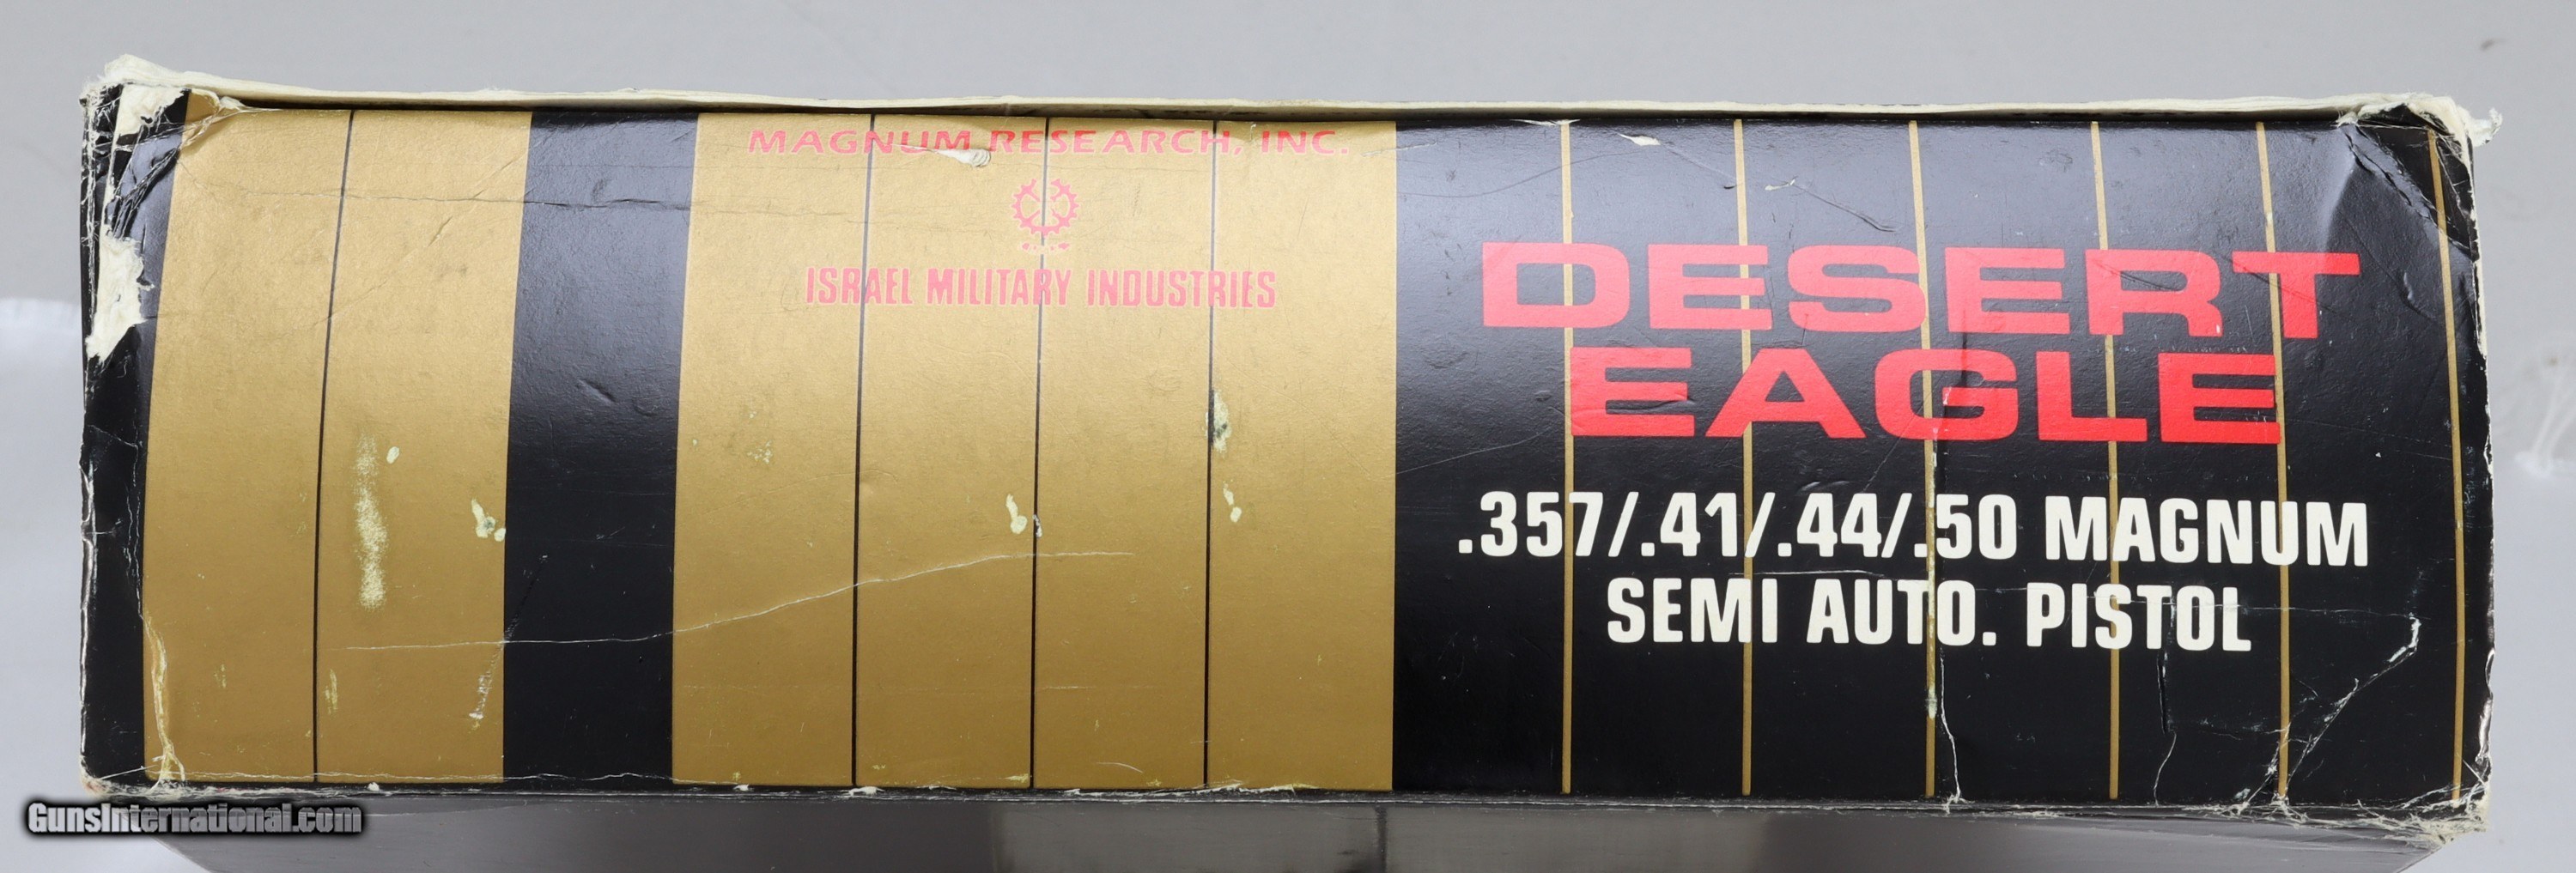 MAGNUM RESEARCH, INC.
ISRAEL MILITARY INDUSTRIES
DESERT
EAGLE
.357/.41/.44/.50 MAGNUM
SEMI AUTO. PISTOL
GunsInternational.com